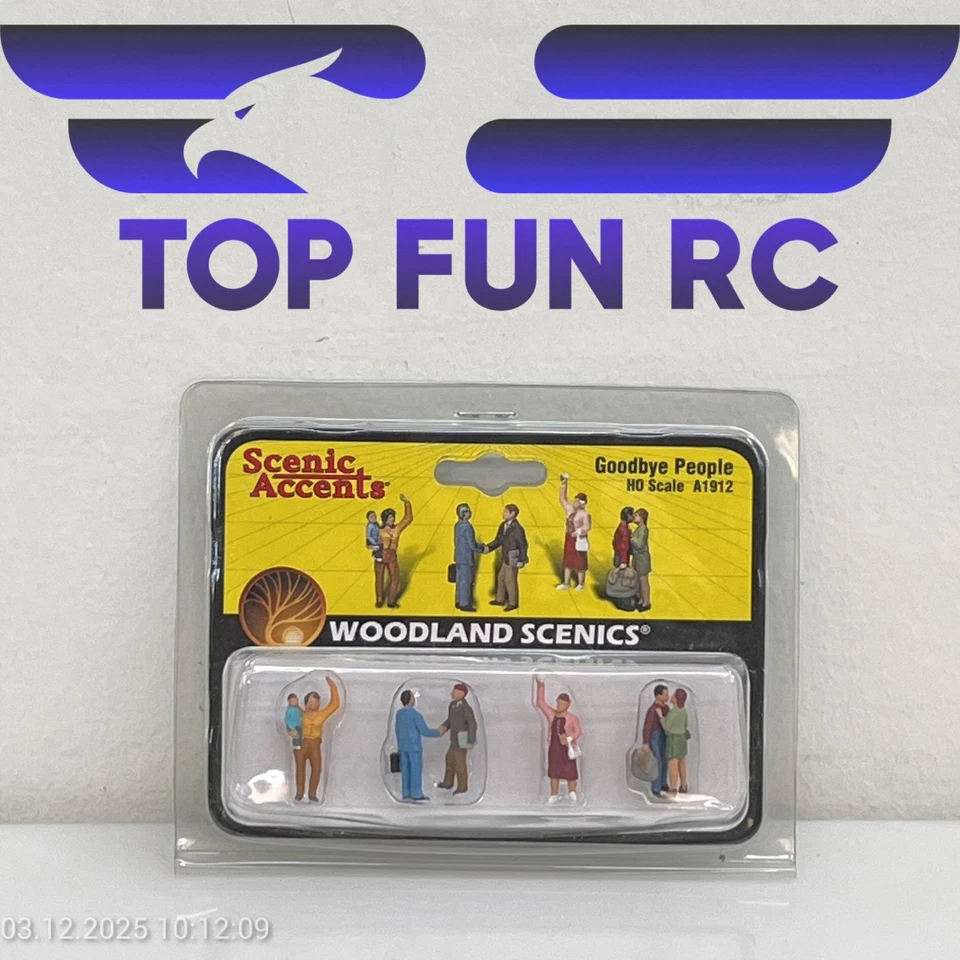 TOP FUN RC
Scenic
Accents
Goodbye People
HO Scale A1912
WOODLAND SCENICS®
03.12.2025 10:12:09